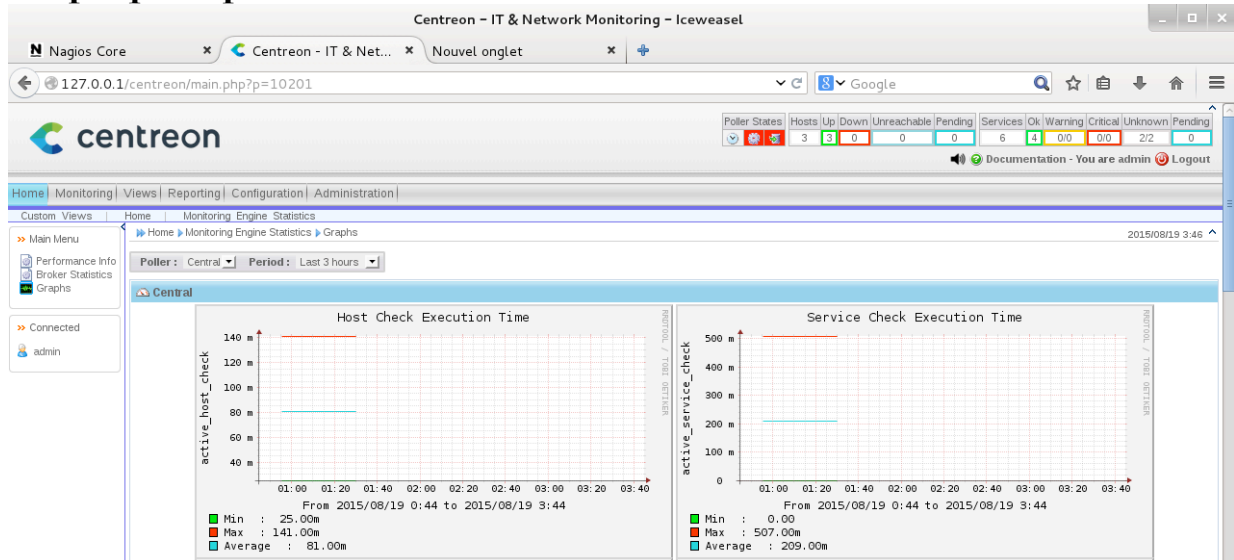 Centreon - IT & Network Monitoring - Iceweasel
Nagios Core
Centreon - IT & Net...
Nouvel onglet
127.0.0.1/centreon/main.php?p=10201
Google
centreon
Poller States Hosts Up Down Unreachable Pending Services Ok Warning Critical Unknown Pending
3 3 0 0 0 6 4 0/0 0/0 2/2 0
Documentation - You are admin Logout
Home Monitoring Views Reporting Configuration Administration
Custom Views | Home | Monitoring Engine Statistics
Home Monitoring Engine Statistics Graphs
2015/08/19 3:46
Main Menu
Performance Info
Broker Statistics
Graphs
Connected
admin
Poller : Central Period : Last 3 hours
Central
Host Check Execution Time
RRDTOOL / TOBI OETIKER
active_host_check
140 m
120 m
100 m
80 m
60 m
40 m
01:00 01:20 01:40 02:00 02:20 02:40 03:00 03:20 03:40
From 2015/08/19 0:44 to 2015/08/19 3:44
Min : 25.00m
Max : 141.00m
Average : 81.00m
Service Check Execution Time
RRDTOOL / TOBI OETIKER
active_service_check
500 m
400 m
300 m
200 m
100 m
0
01:00 01:20 01:40 02:00 02:20 02:40 03:00 03:20 03:40
From 2015/08/19 0:44 to 2015/08/19 3:44
Min : 0.00
Max : 507.00m
Average : 209.00m